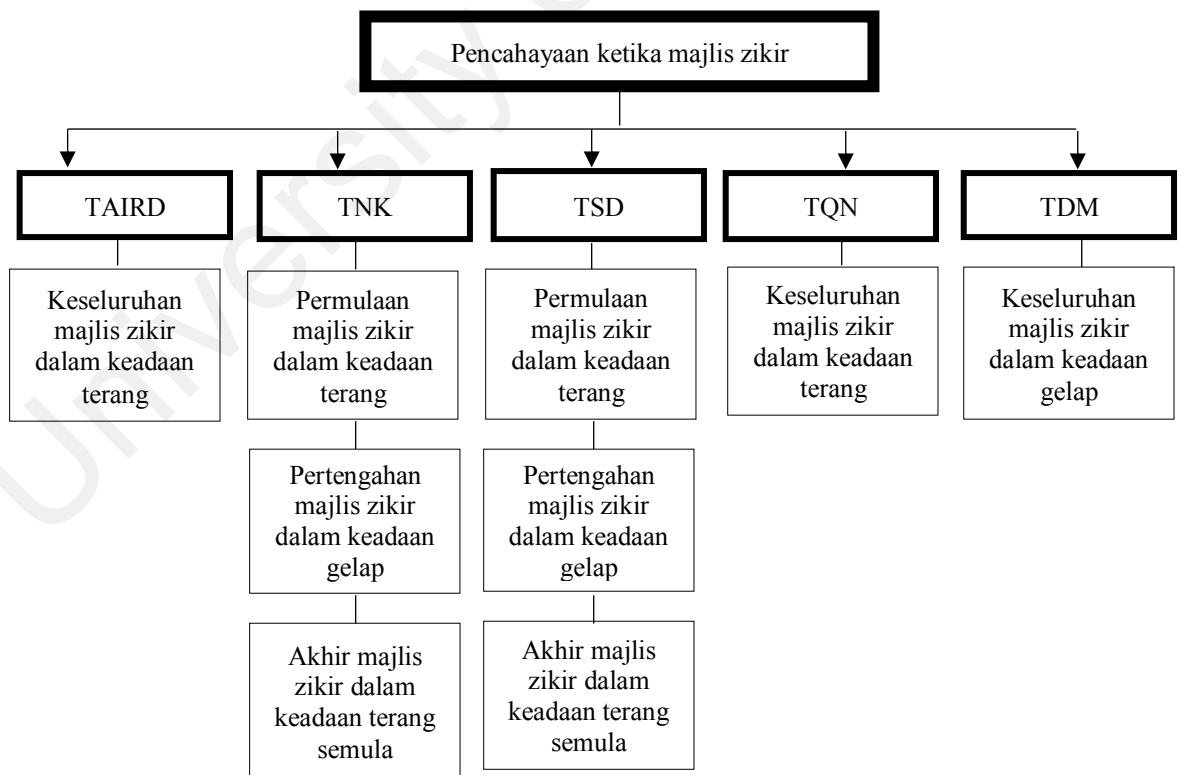 Pencahayaan ketika majlis zikir
TAIRD
TNK
TSD
TQN
TDM
Keseluruhan
majlis zikir
dalam keadaan
terang
Permulaan
majlis zikir
dalam keadaan
terang
Permulaan
majlis zikir
dalam keadaan
terang
Keseluruhan
majlis zikir
dalam keadaan
terang
Keseluruhan
majlis zikir
dalam keadaan
gelap
Pertengahan
majlis zikir
dalam keadaan
gelap
Pertengahan
majlis zikir
dalam keadaan
gelap
Akhir majlis
zikir dalam
keadaan terang
semula
Akhir majlis
zikir dalam
keadaan terang
semula
University